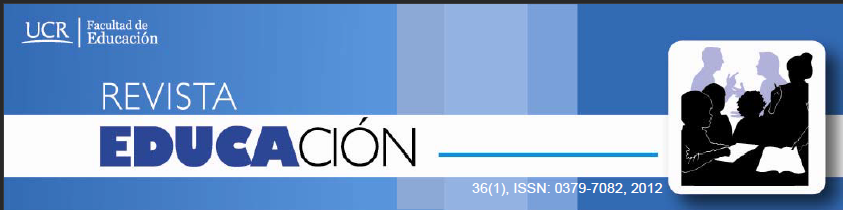 UCR
Facultad de
Educación
REVISTA
EDUCACIÓN
36(1), ISSN: 0379-7082, 2012